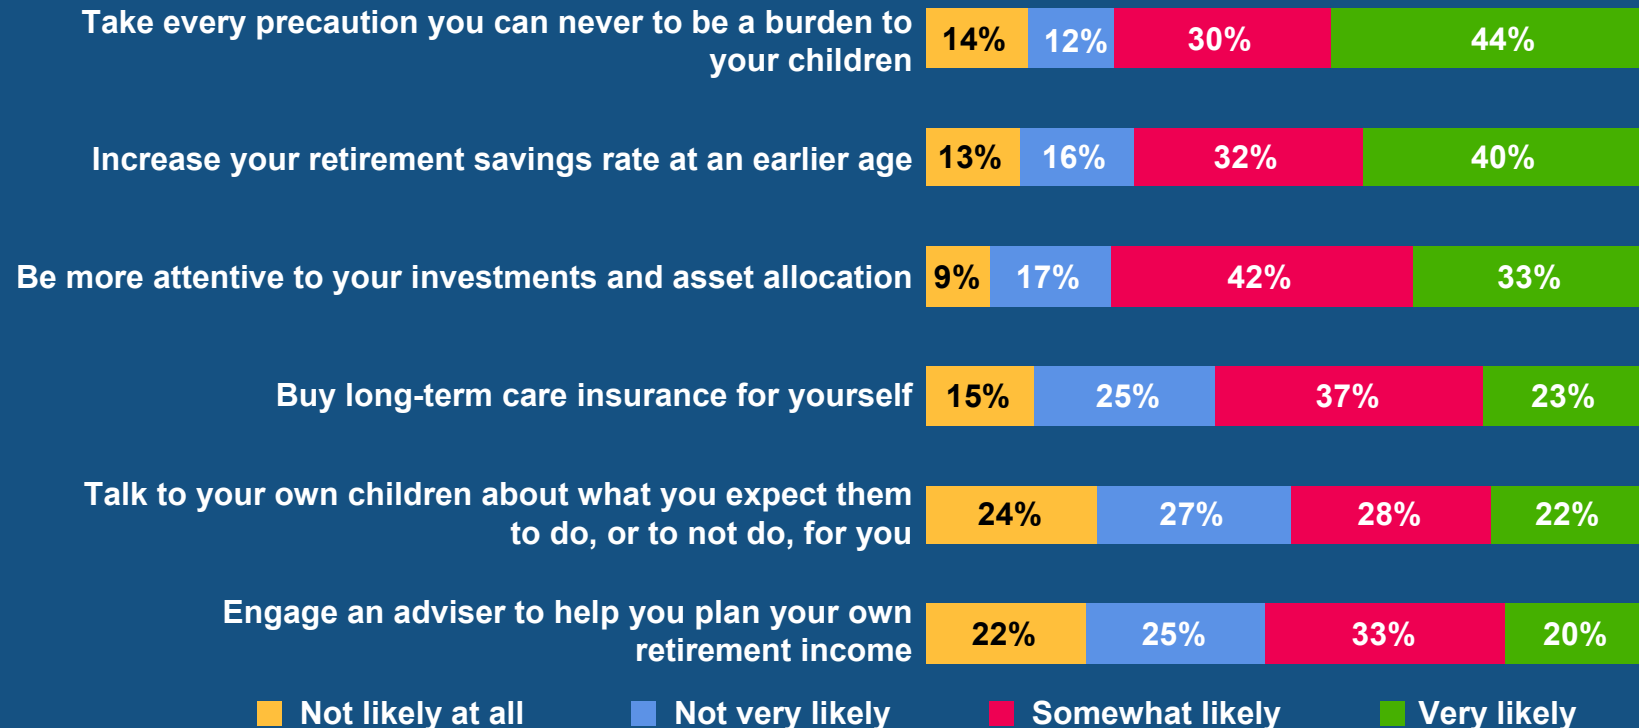 Take every precaution you can never to be a burden to
your children
14% 12% 30% 44%
Increase your retirement savings rate at an earlier age
13% 16% 32% 40%
Be more attentive to your investments and asset allocation
9% 17% 42% 33%
Buy long-term care insurance for yourself
15% 25% 37% 23%
Talk to your own children about what you expect them
to do, or to not do, for you
24% 27% 28% 22%
Engage an adviser to help you plan your own
retirement income
22% 25% 33% 20%
Not likely at all Not very likely Somewhat likely Very likely